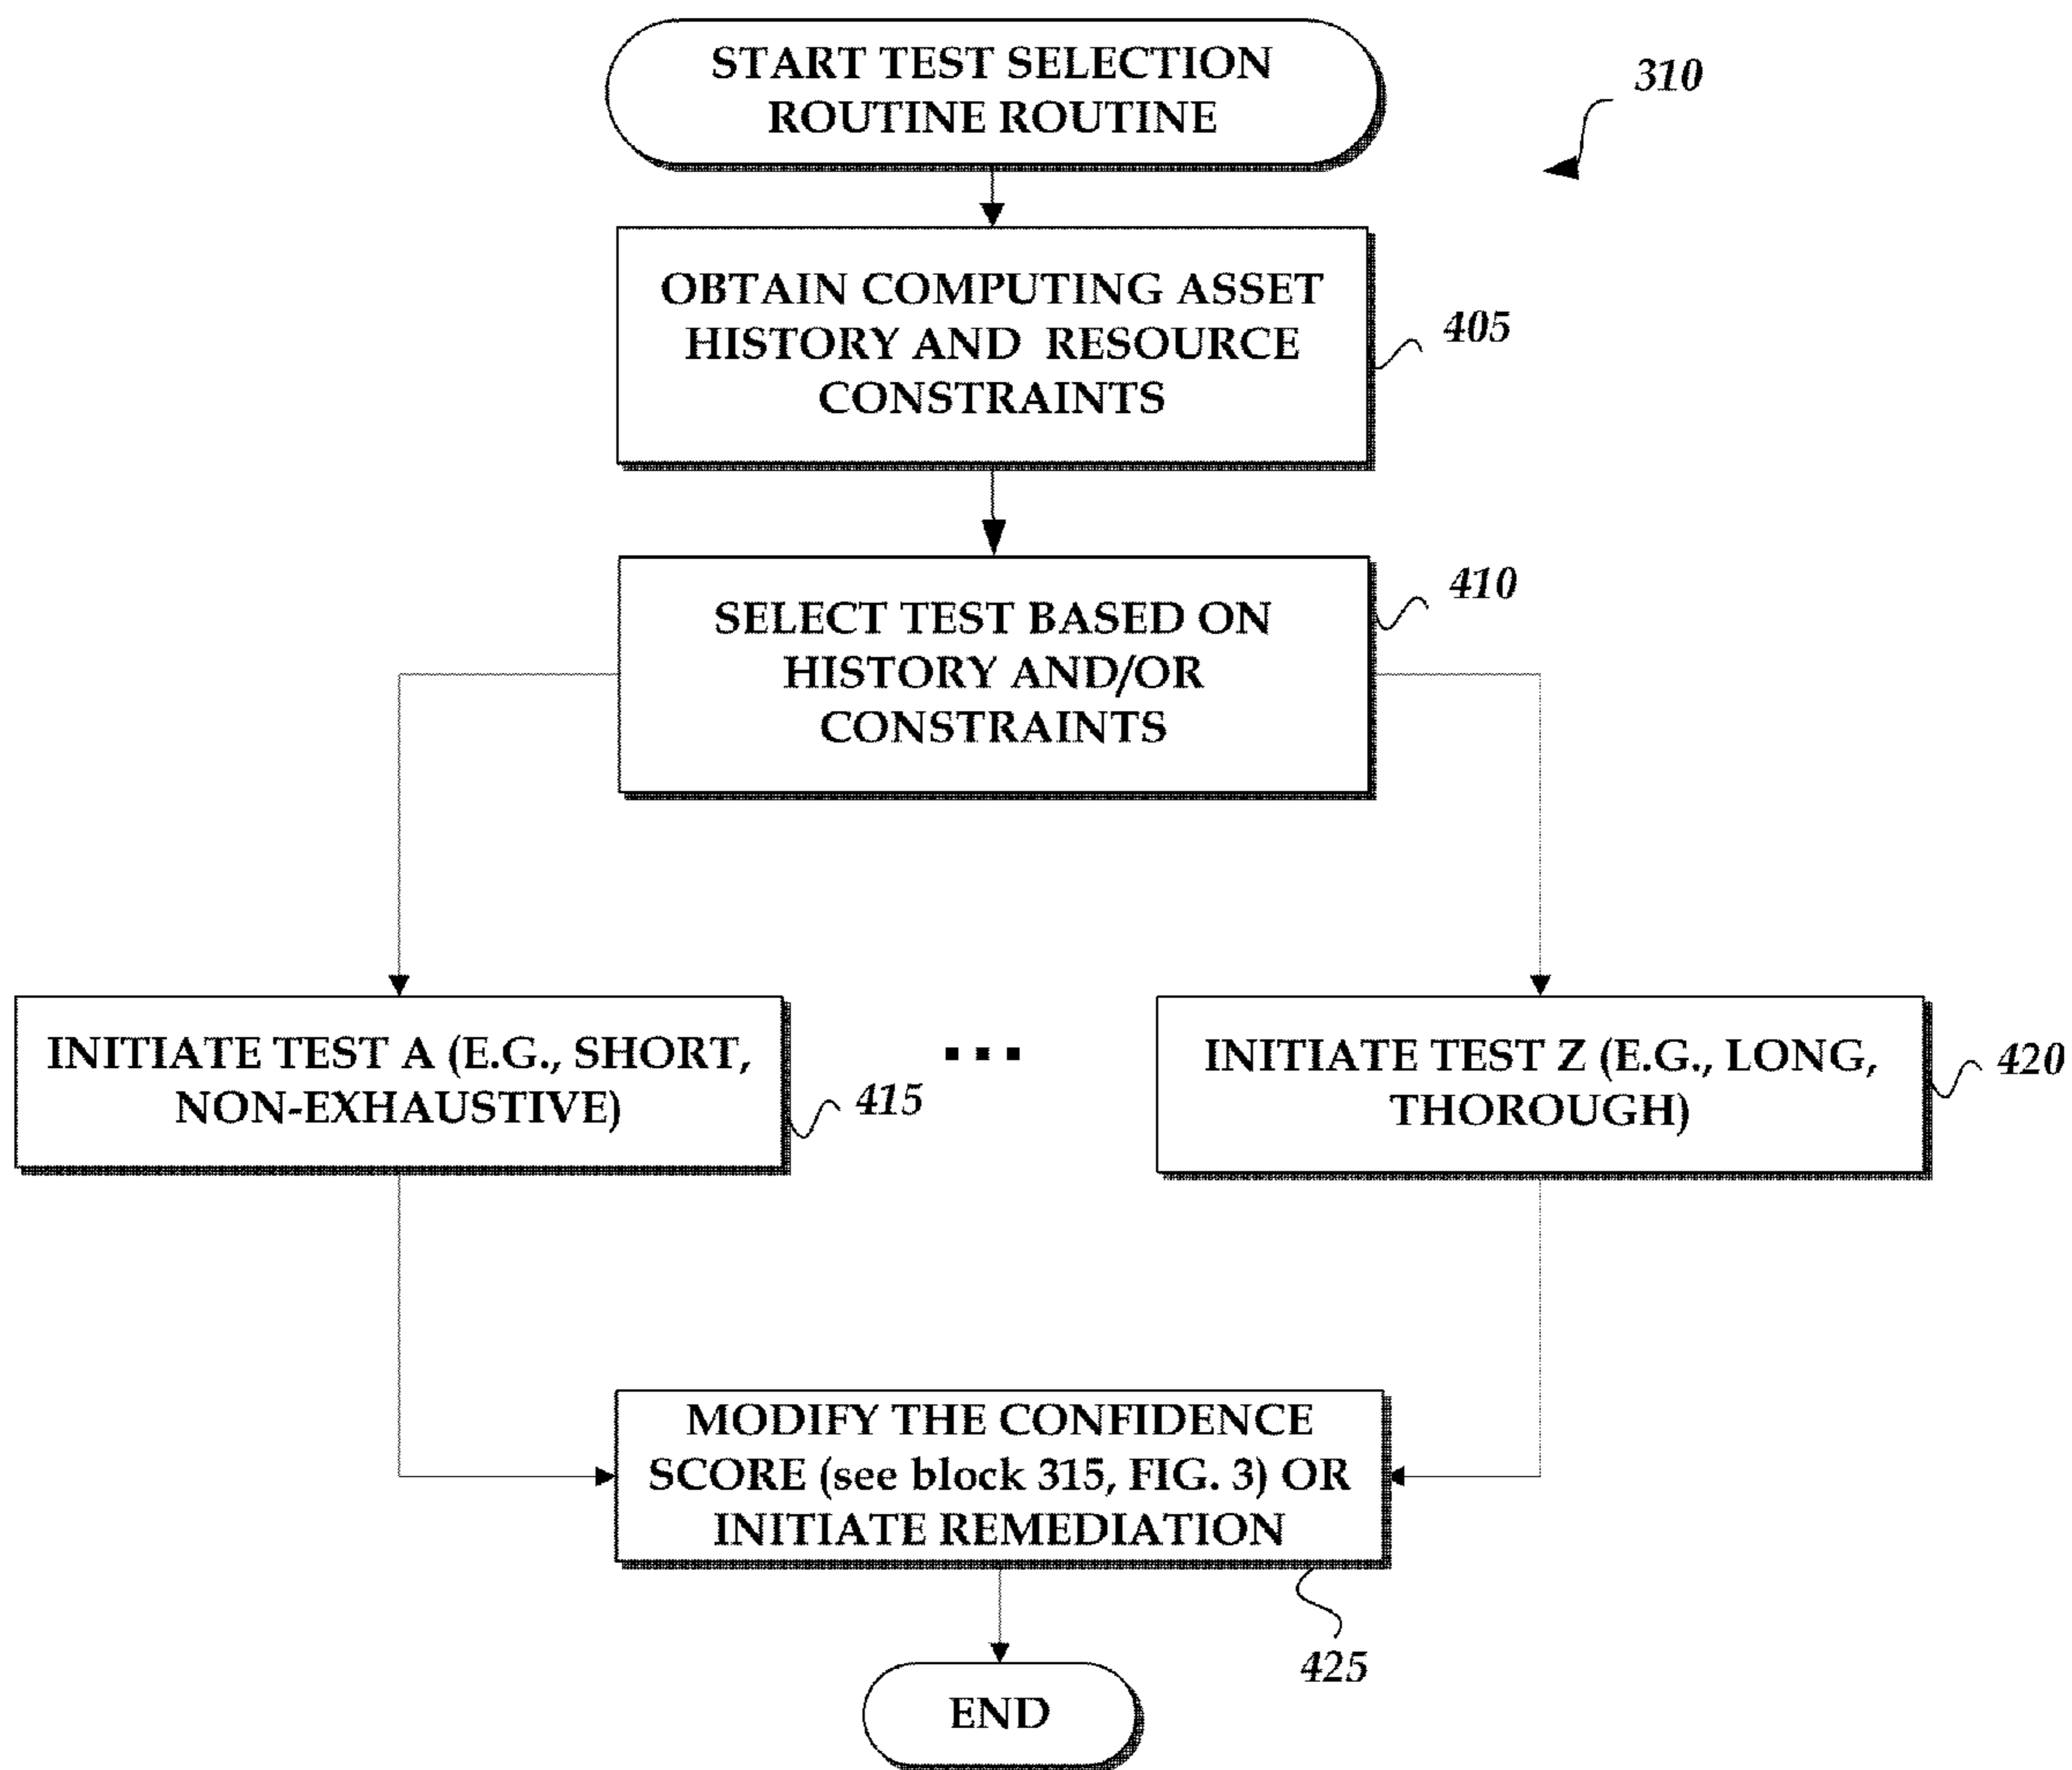 START TEST SELECTION
ROUTINE ROUTINE
310
OBTAIN COMPUTING ASSET
HISTORY AND RESOURCE
CONSTRAINTS
405
SELECT TEST BASED ON
HISTORY AND/OR
CONSTRAINTS
410
INITIATE TEST A (E.G., SHORT,
NON-EXHAUSTIVE)
415
...
INITIATE TEST Z (E.G., LONG,
THOROUGH)
420
MODIFY THE CONFIDENCE
SCORE (see block 315, FIG. 3) OR
INITIATE REMEDIATION
425
END